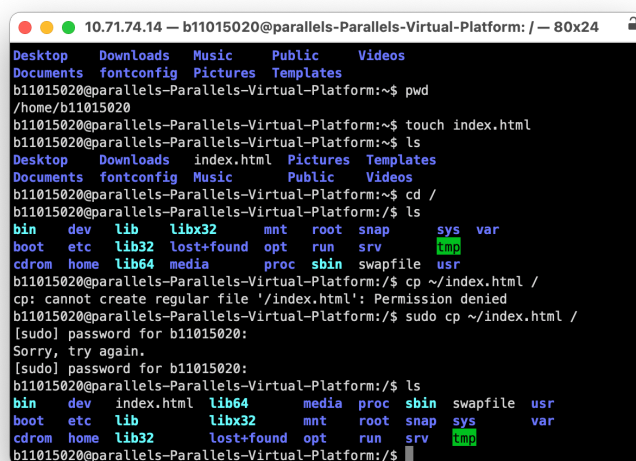 10.71.74.14 — b11015020@parallels-Parallels-Virtual-Platform: / — 80x24
Desktop Downloads Music Public Videos
Documents fontconfig Pictures Templates
b11015020@parallels-Parallels-Virtual-Platform:~$ pwd
/home/b11015020
b11015020@parallels-Parallels-Virtual-Platform:~$ touch index.html
b11015020@parallels-Parallels-Virtual-Platform:~$ ls
Desktop Downloads index.html Pictures Templates
Documents fontconfig Music Public Videos
b11015020@parallels-Parallels-Virtual-Platform:~$ cd /
b11015020@parallels-Parallels-Virtual-Platform:/$ ls
bin dev lib libx32 mnt root snap sys var
boot etc lib32 lost+found opt run srv tmp
cdrom home lib64 media proc sbin swapfile usr
b11015020@parallels-Parallels-Virtual-Platform:/$ cp ~/index.html /
cp: cannot create regular file '/index.html': Permission denied
b11015020@parallels-Parallels-Virtual-Platform:/$ sudo cp ~/index.html /
[sudo] password for b11015020:
Sorry, try again.
[sudo] password for b11015020:
b11015020@parallels-Parallels-Virtual-Platform:/$ ls
bin dev index.html lib64 media proc sbin swapfile usr
boot etc lib libx32 mnt root snap sys var
cdrom home lib32 lost+found opt run srv tmp
b11015020@parallels-Parallels-Virtual-Platform:/$